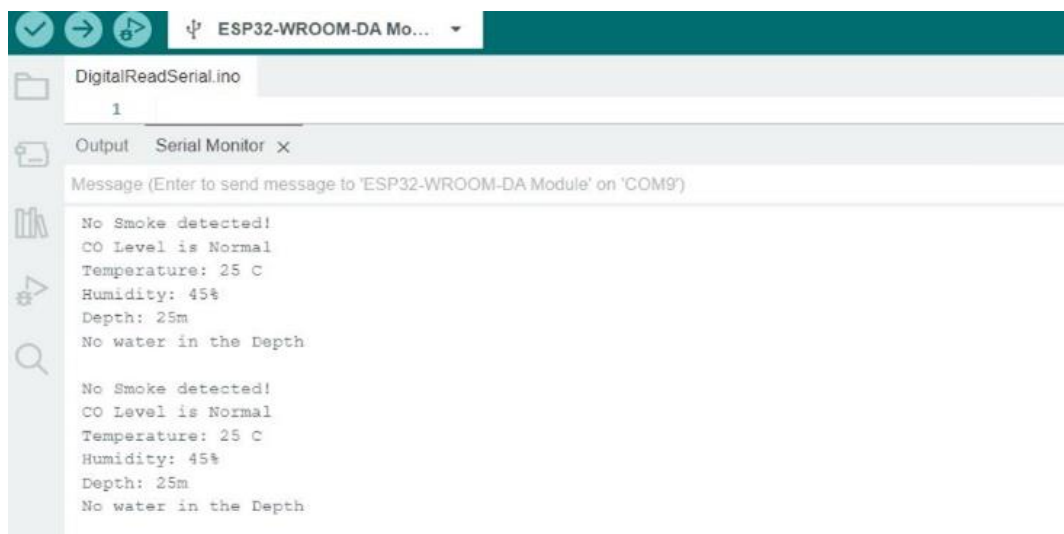 ESP32-WROOM-DA Mo...
DigitalReadSerial.ino
1
Output Serial Monitor ×
Message (Enter to send message to 'ESP32-WROOM-DA Module' on 'COM9')
No Smoke detected!
CO Level is Normal
Temperature: 25 C
Humidity: 45%
Depth: 25m
No water in the Depth
No Smoke detected!
CO Level is Normal
Temperature: 25 C
Humidity: 45%
Depth: 25m
No water in the Depth